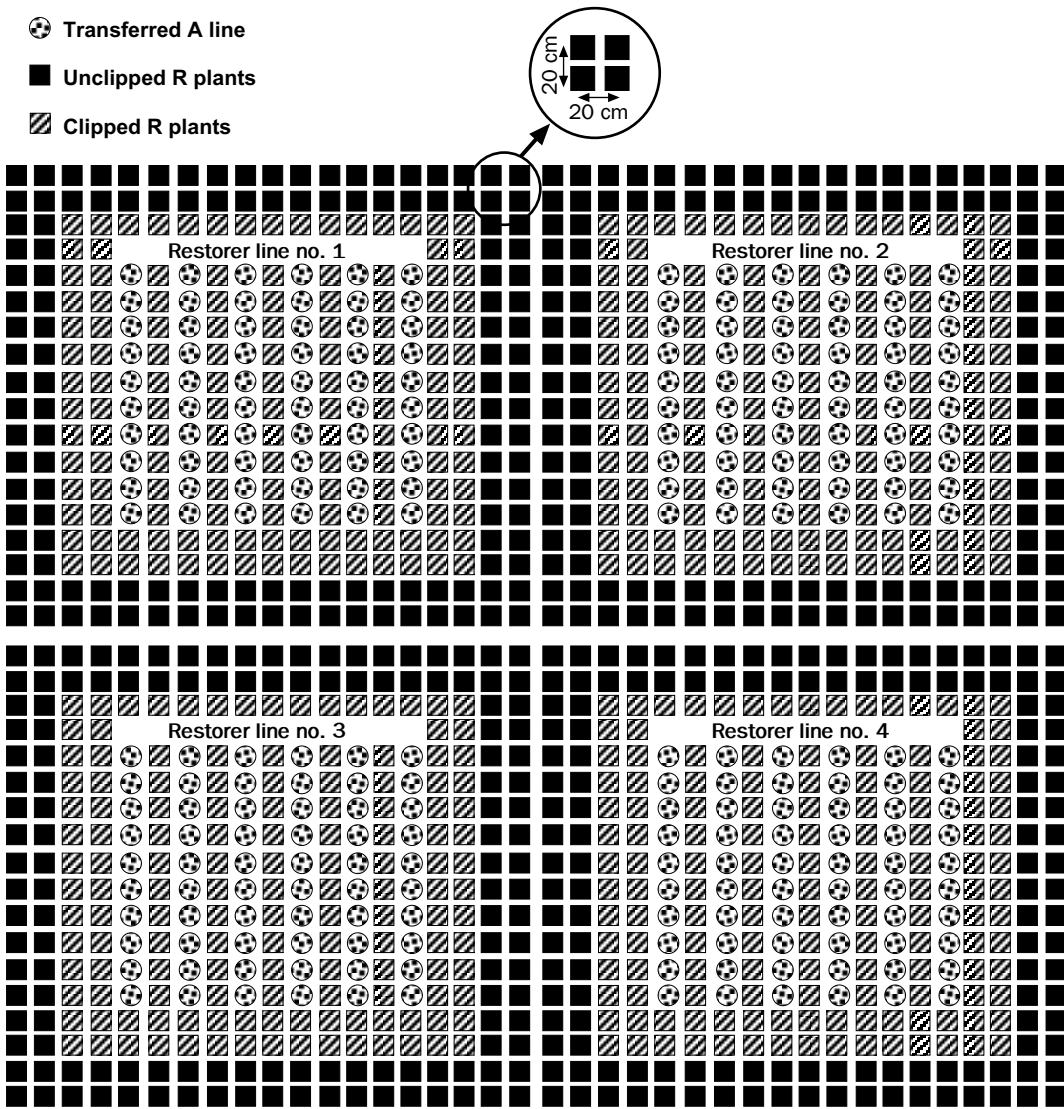 Transferred A line
Unclipped R plants
Clipped R plants
20 cm
20 cm
Restorer line no. 1
Restorer line no. 2
Restorer line no. 3
Restorer line no. 4